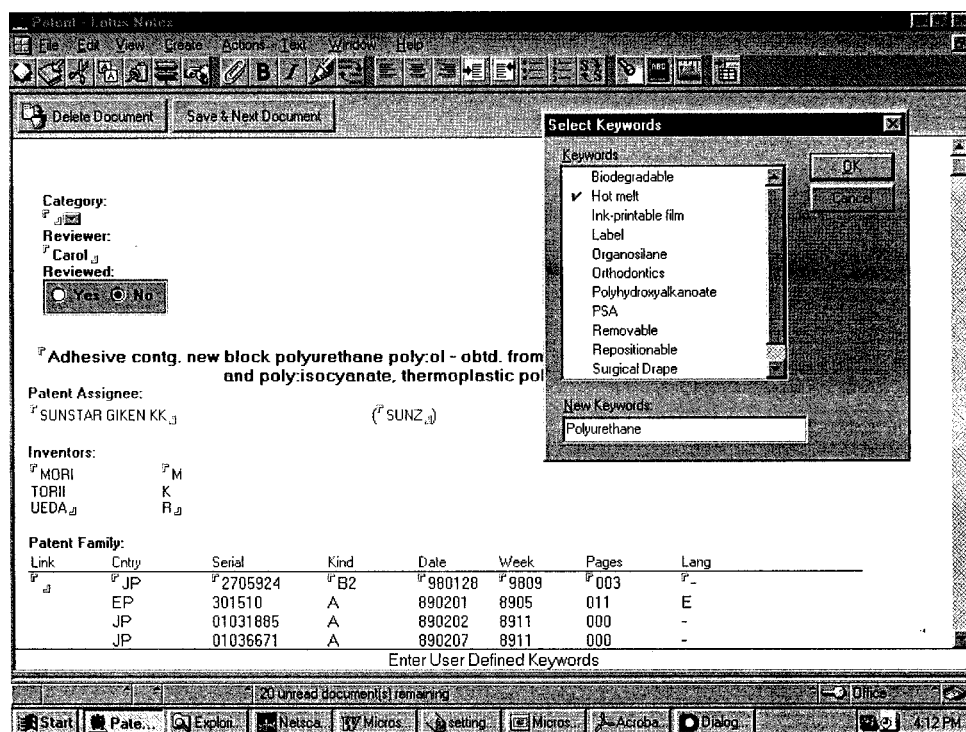 Patent - Lotus Notes
File Edit View Create Actions Text Window Help
Delete Document Save & Next Document
Category:
Reviewer:
Carol
Reviewed:
Yes No
Adhesive contg. new block polyurethane poly:ol - obtd. from
and poly:isocyanate, thermoplastic pol
Patent Assignee:
SUNSTAR GIKEN KK (SUNZ)
Inventors:
MORI M
TORII K
UEDA R
Patent Family:
Link Cntry Serial Kind Date Week Pages Lang
JP 2705924 B2 980128 9809 003 -
EP 301510 A 890201 8905 011 E
JP 01031885 A 890202 8911 000 -
JP 01036671 A 890207 8911 000 -
Select Keywords
Keywords
Biodegradable
Hot melt
Ink-printable film
Label
Organosilane
Orthodontics
Polyhydroxyalkanoate
PSA
Removable
Repositionable
Surgical Drape
New Keywords:
Polyurethane
OK
Cancel
Enter User Defined Keywords
20 unread document(s) remaining
Office
Start Pate... Explori... Netsca... Micros... setting Micros... Acroba... Dialog... 4:12 PM